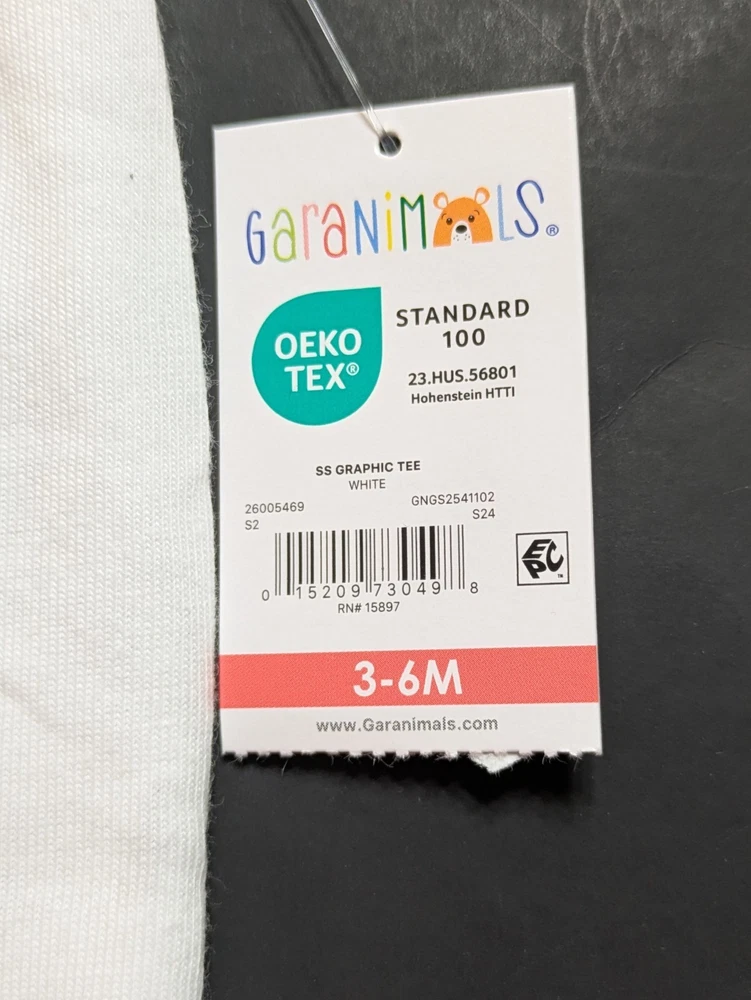 GaraNiMALS®
OEKO
TEX®
STANDARD
100
23.HUS.56801
Hohenstein HTTI
SS GRAPHIC TEE
WHITE
26005469 GNGS2541102
S2 S24
0 15209 73049 8
EPC™
RN# 15897
3-6M
www.Garanimals.com